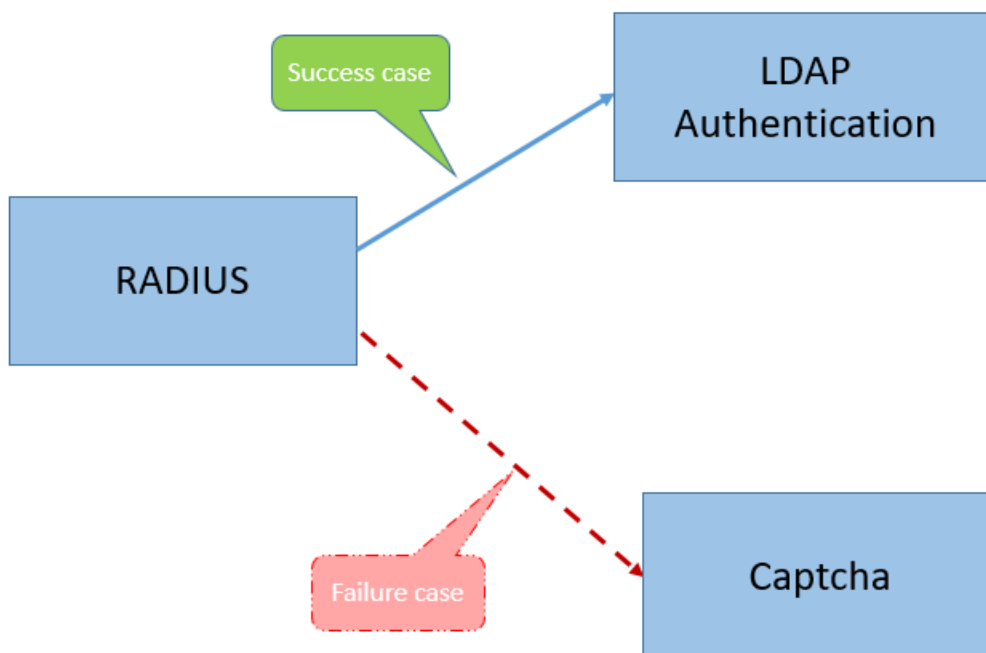 Success case
LDAP
Authentication
RADIUS
Failure case
Captcha